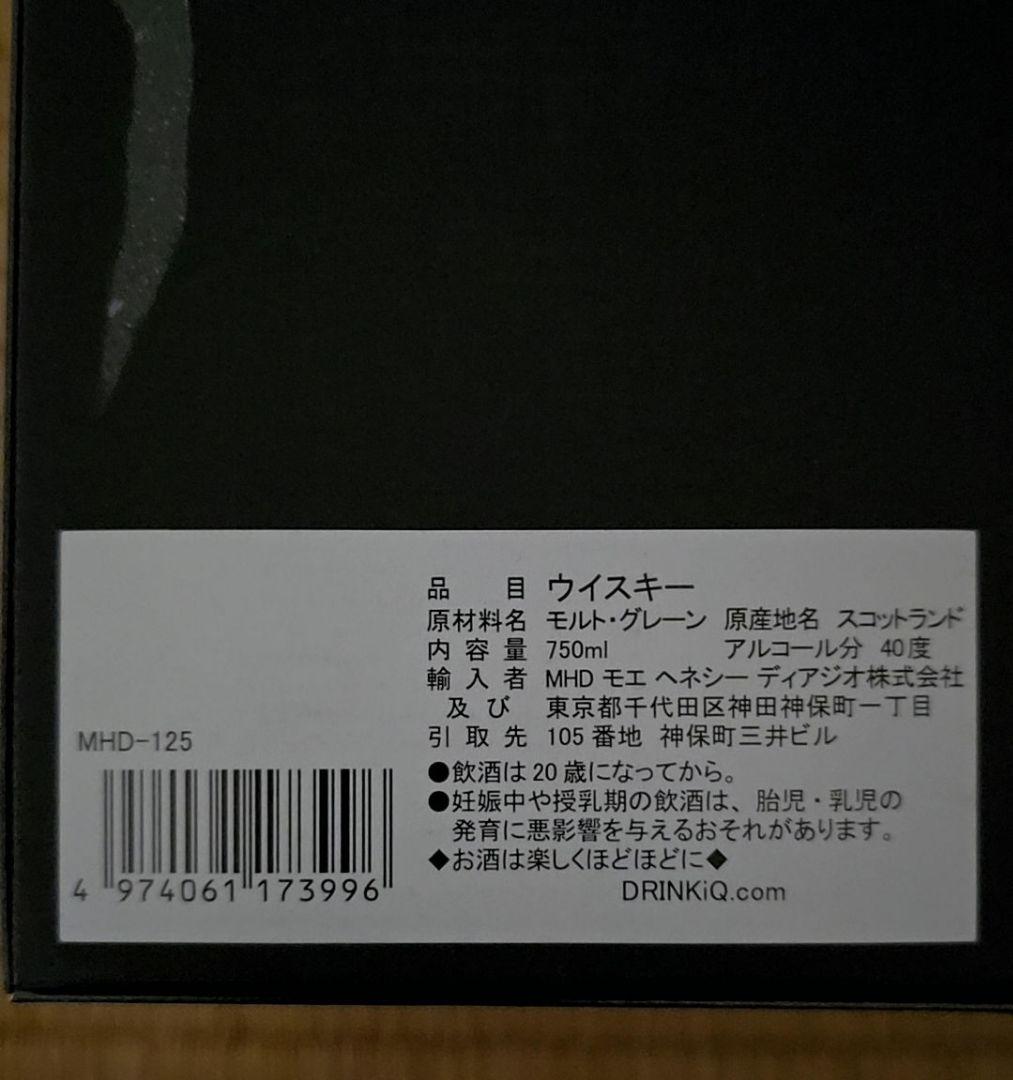 品目 ウイスキー
原材料名 モルト・グレーン 原産地名 スコットランド
内容量 750ml アルコール分 40度
輸入者 MHD モエ ヘネシー ディアジオ株式会社
及び 東京都千代田区神田神保町一丁目
引取先 105番地 神保町三井ビル
●飲酒は20歳になってから。
●妊娠中や授乳期の飲酒は、胎児・乳児の
発育に悪影響を与えるおそれがあります。
◆お酒は楽しくほどほどに◆
DRINKiQ.com
MHD-125
4 974061 173996